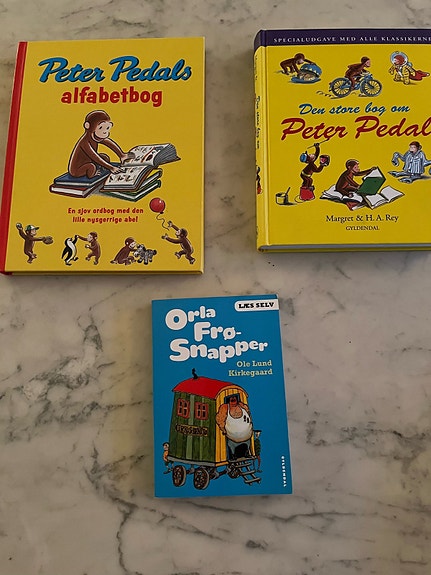 Peter Pedals
alfabetbog
En sjov ordbog med den
lille nysgerrige abe!
SPECIALUDGAVE MED ALLE KLASSIKERNE
Den store bog om
Peter Pedal
Margret & H. A. Rey
GYLDENDAL
LÆS SELV
Orla
Frø-
Snapper
Ole Lund
Kirkegaard
GYLDENDAL